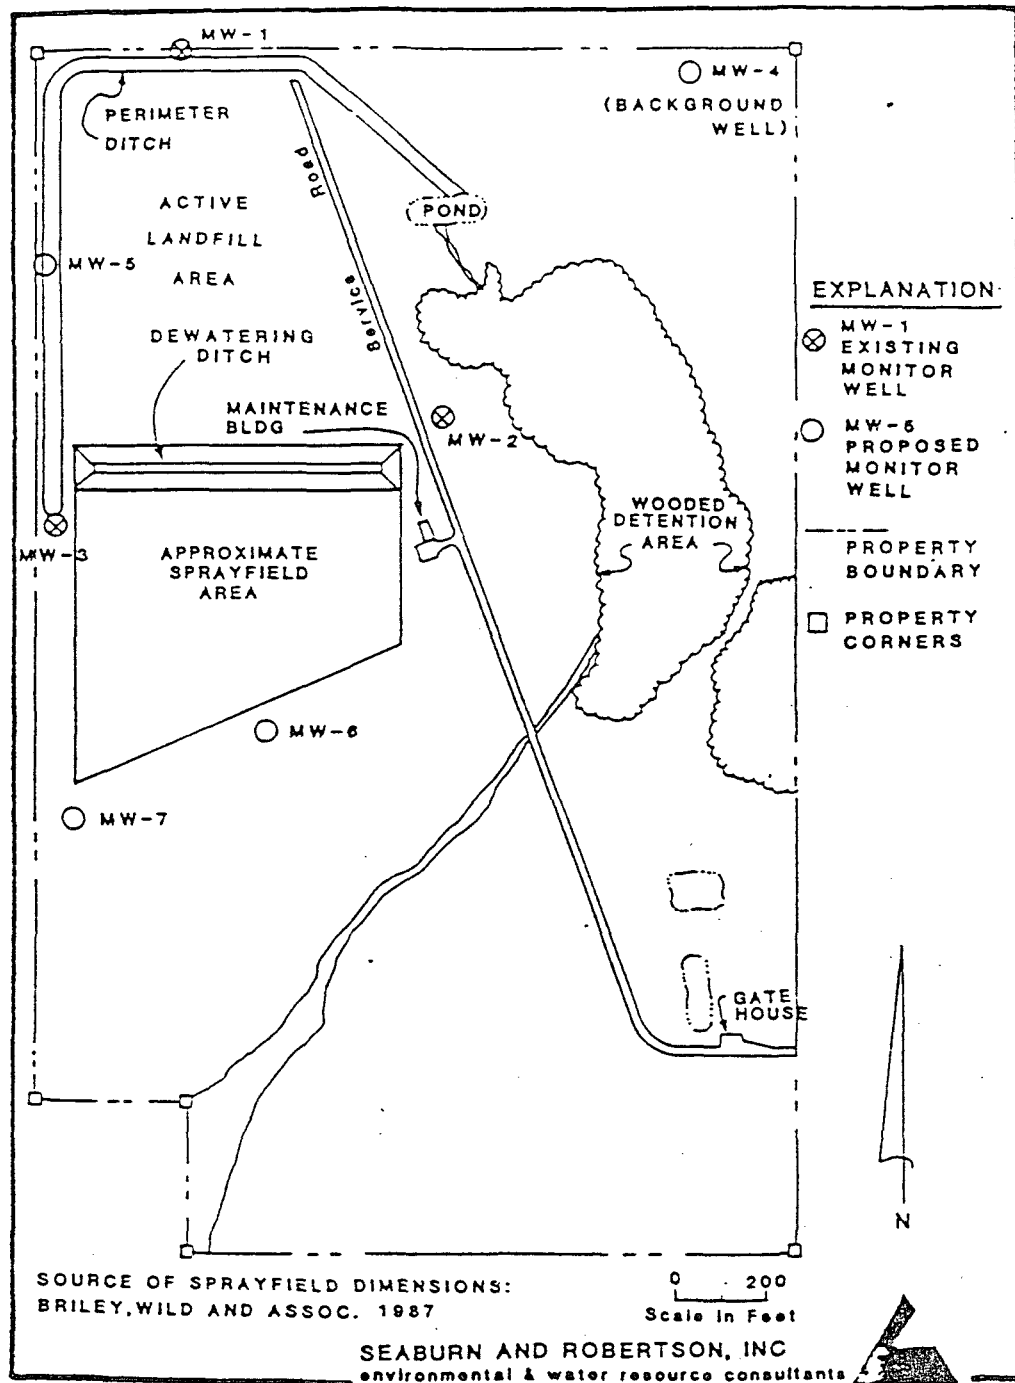 MW-1
MW-4
(BACKGROUND
WELL)
PERIMETER
DITCH
Road
ACTIVE
LANDFILL
AREA
POND
MW-5
Service
EXPLANATION
MW-1
EXISTING
MONITOR
WELL
DEWATERING
DITCH
MAINTENANCE
BLDG
MW-2
MW-6
PROPOSED
MONITOR
WELL
WOODED
DETENTION
AREA
MW-3
APPROXIMATE
SPRAYFIELD
AREA
PROPERTY
BOUNDARY
PROPERTY
CORNERS
MW-6
MW-7
GATE
HOUSE
N
SOURCE OF SPRAYFIELD DIMENSIONS:
BRILEY, WILD AND ASSOC. 1987
0 200
Scale in Feet
SEABURN AND ROBERTSON, INC
environmental & water resource consultants